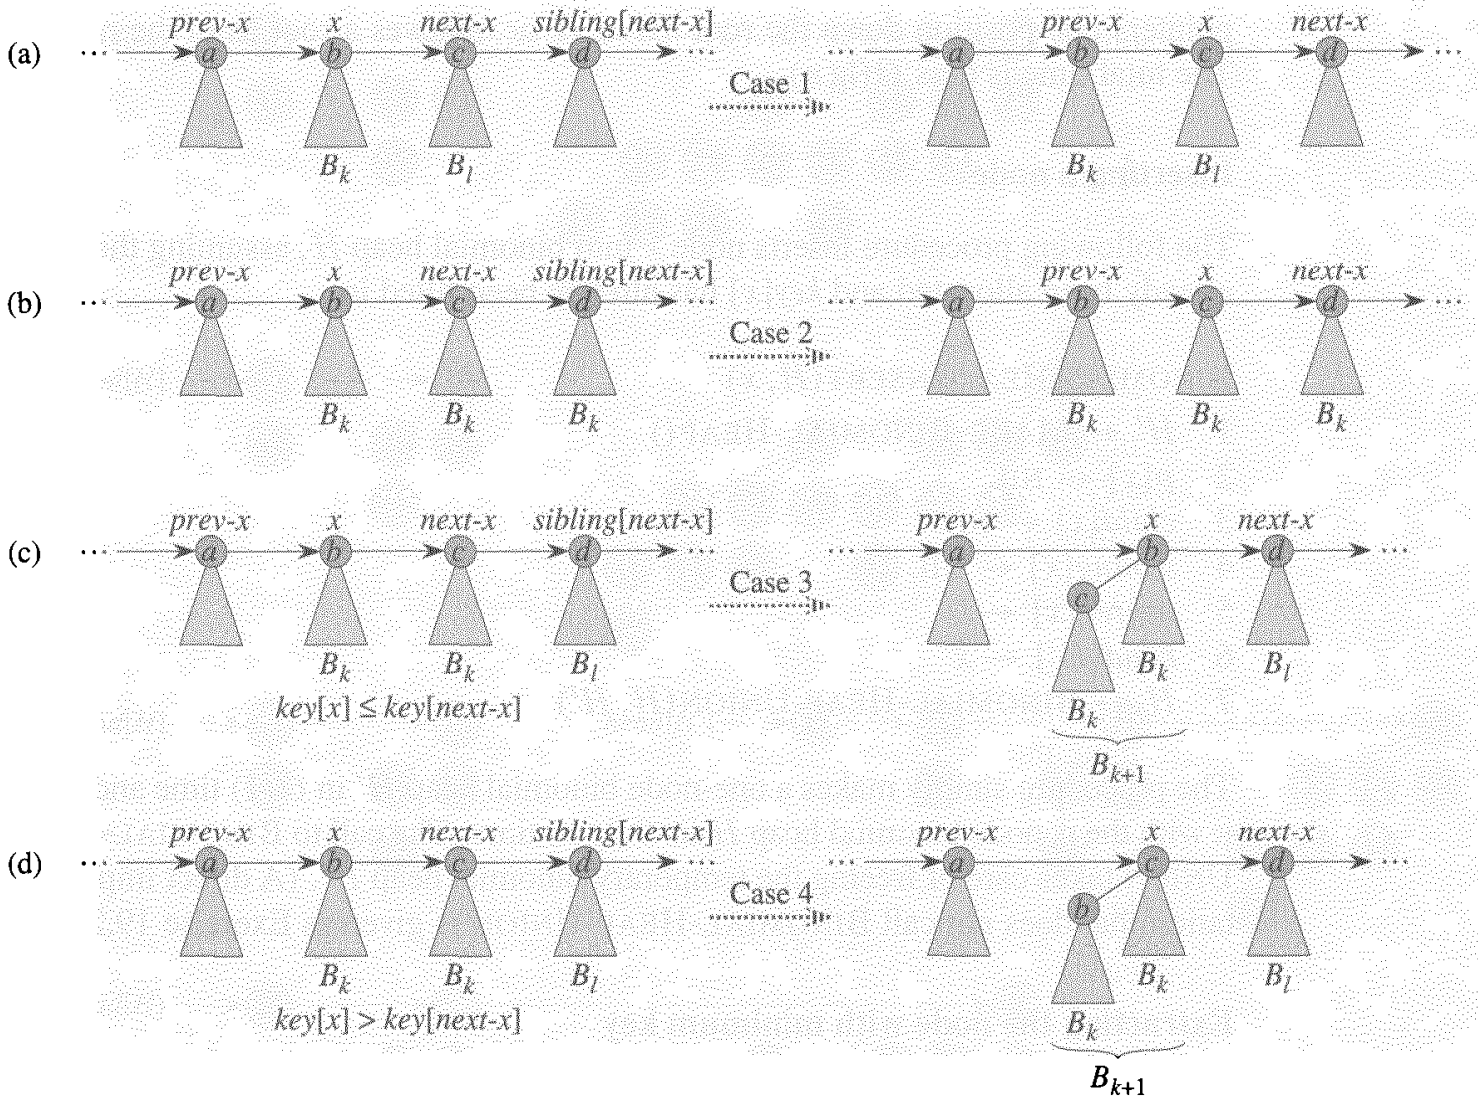 (a) ··· prev-x x next-x sibling[next-x] ··· Case 1 ··· prev-x x next-x ···
a b c d a b c d
B_k B_l B_k B_l
(b) ··· prev-x x next-x sibling[next-x] ··· Case 2 ··· prev-x x next-x ···
a b c d a b c d
B_k B_k B_k B_k B_k B_k
(c) ··· prev-x x next-x sibling[next-x] ··· Case 3 ··· prev-x x next-x ···
a b c d a b d
c
B_k B_k B_l B_k B_l
key[x] ≤ key[next-x] B_k
B_{k+1}
(d) ··· prev-x x next-x sibling[next-x] ··· Case 4 ··· prev-x x next-x ···
a b c d a c d
b
B_k B_k B_l B_k B_l
key[x] > key[next-x] B_k
B_{k+1}